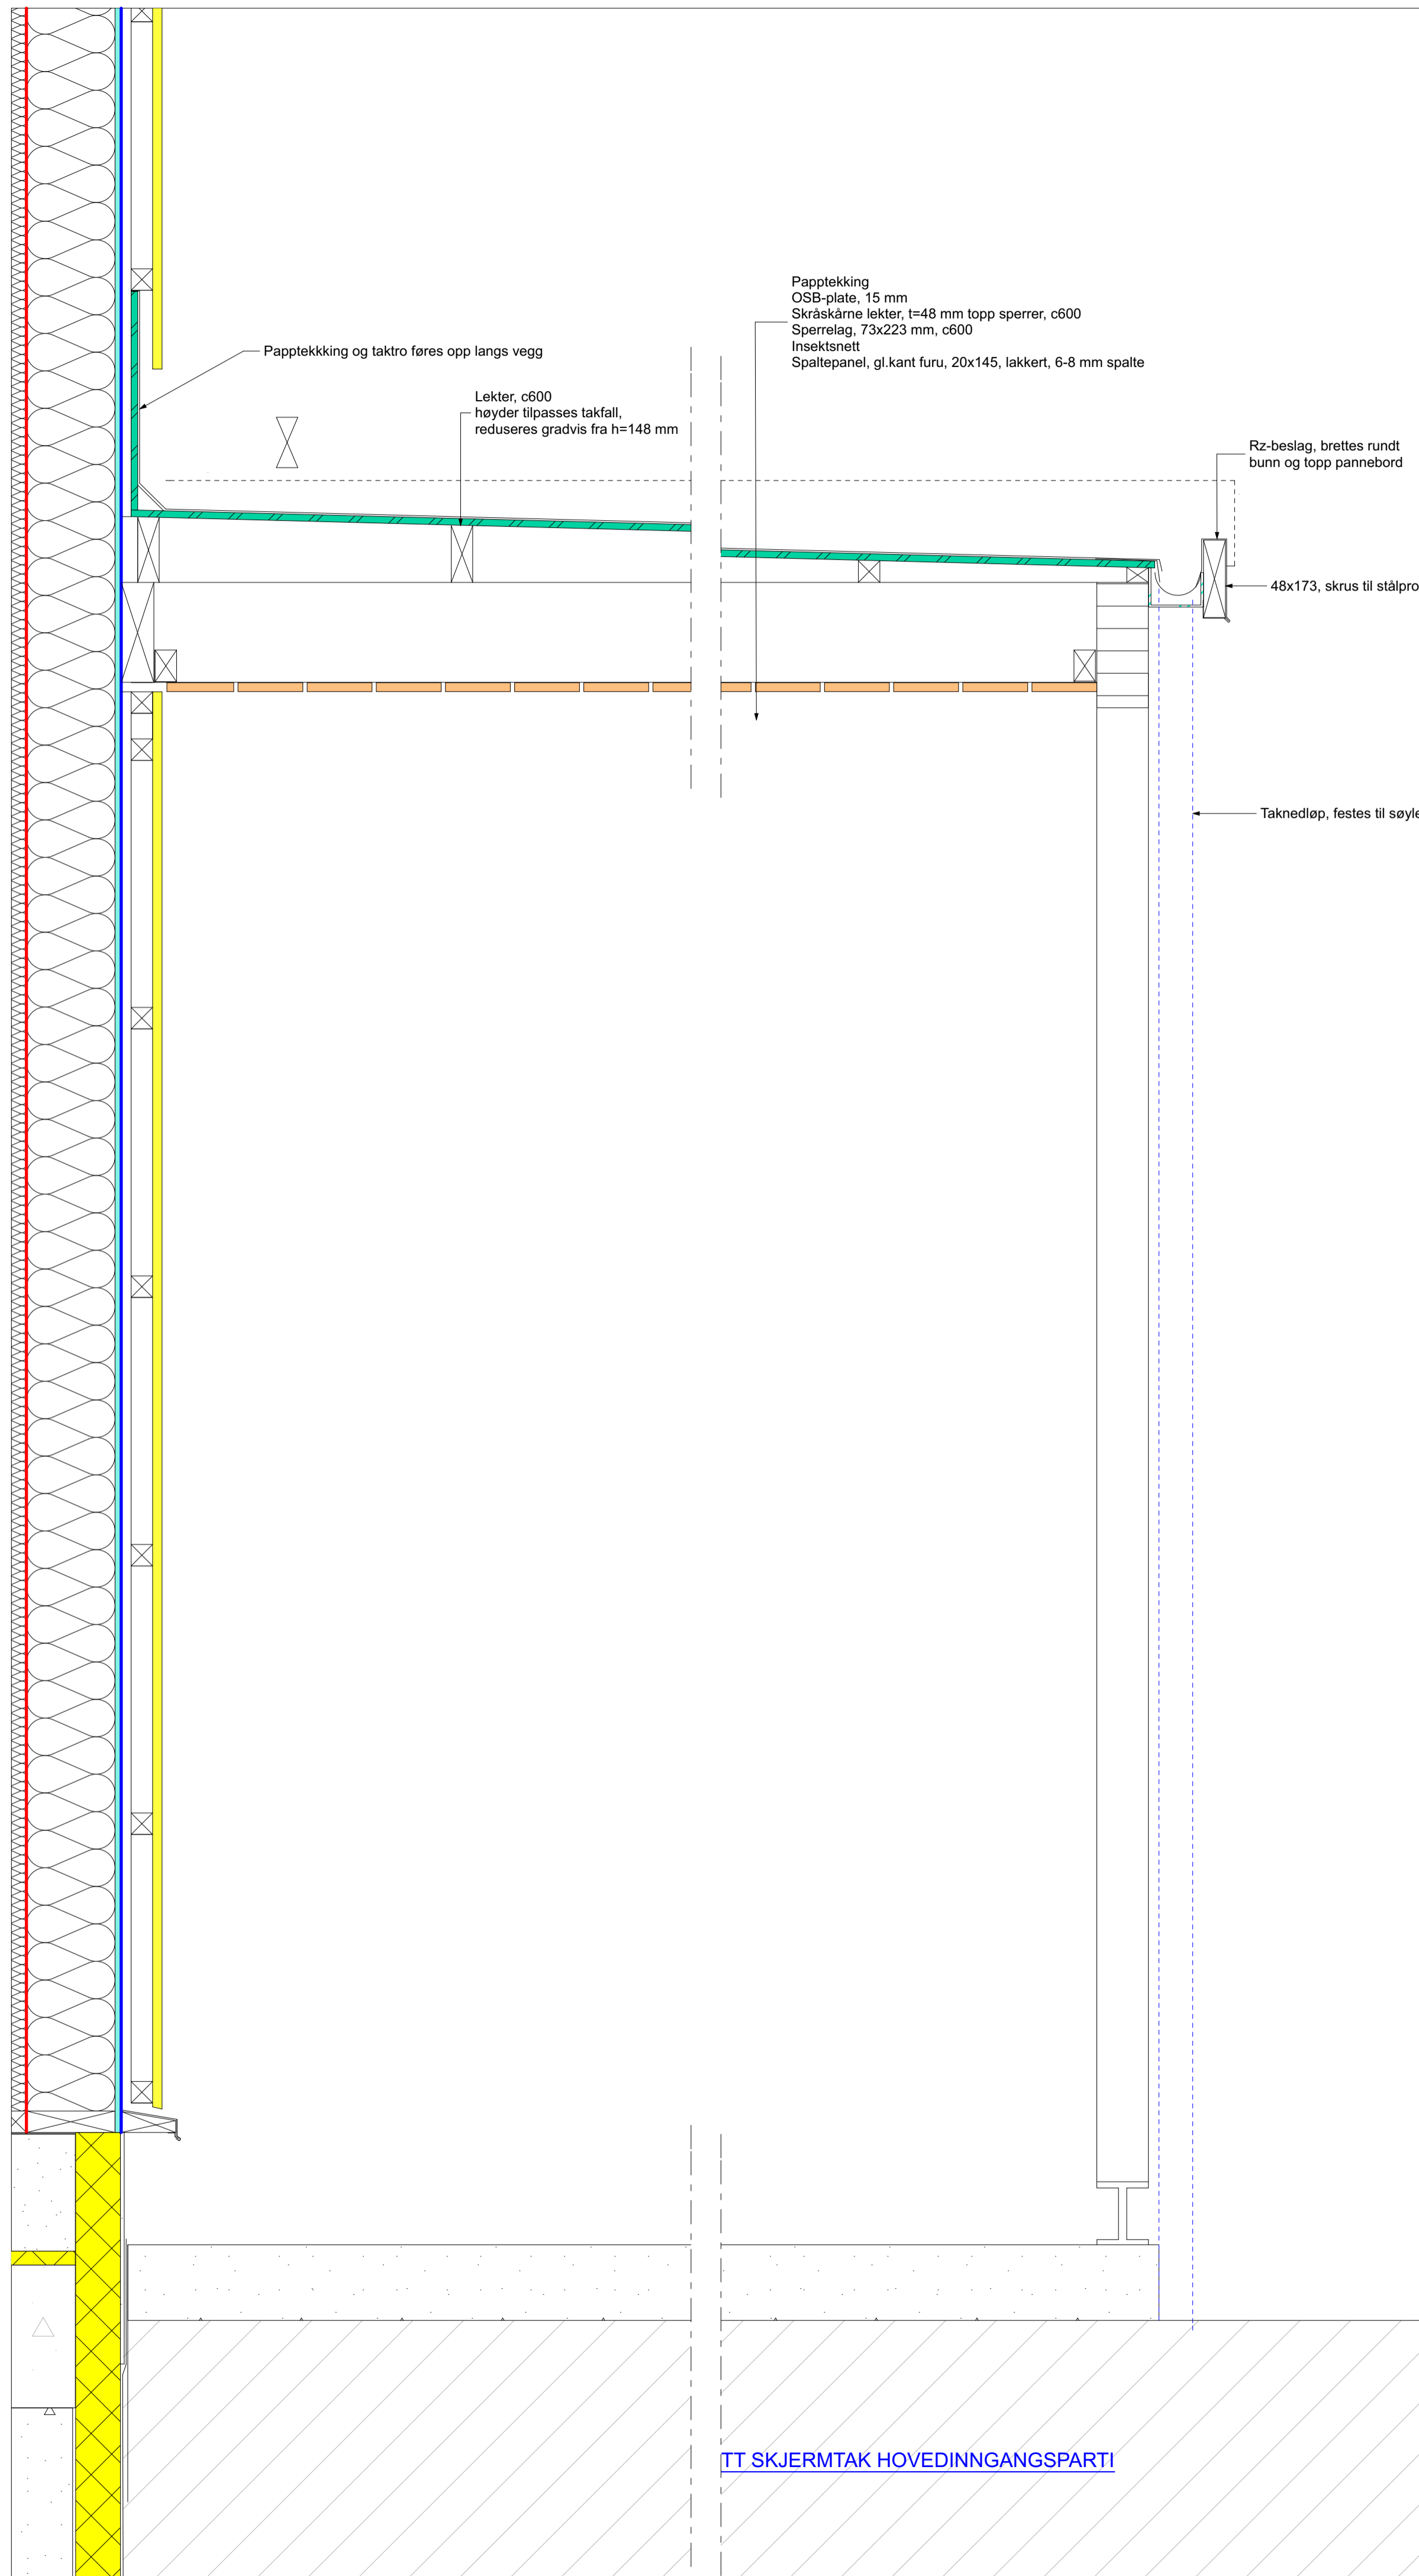 Papptekking
OSB-plate, 15 mm
Skråskårne lekter, t=48 mm topp sperrer, c600
Sperrelag, 73x223 mm, c600
Insektsnett
Spaltepanel, gl.kant furu, 20x145, lakkert, 6-8 mm spalte
Papptekkking og taktro føres opp langs vegg
Lekter, c600
høyder tilpasses takfall,
reduseres gradvis fra h=148 mm
Rz-beslag, brettes rundt
bunn og topp pannebord
48x173, skrus til stålpro
Taknedløp, festes til søyle
TT SKJERMTAK HOVEDINNGANGSPARTI